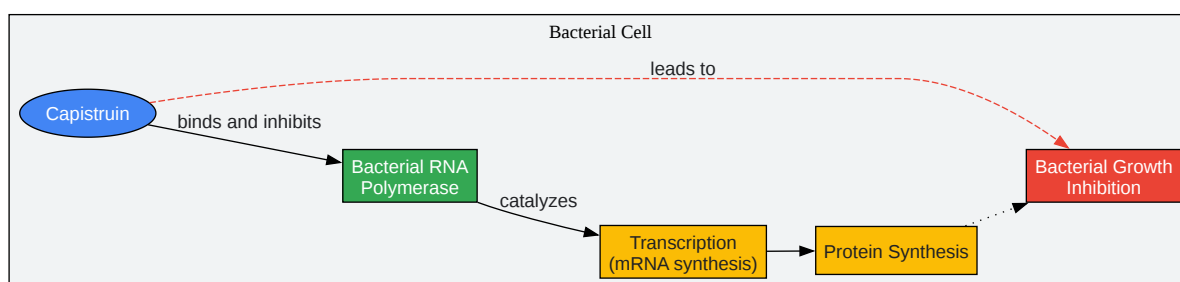 Bacterial Cell
leads to
Capistruin
binds and inhibits
Bacterial RNA
Polymerase
catalyzes
Transcription
(mRNA synthesis)
Protein Synthesis
Bacterial Growth
Inhibition